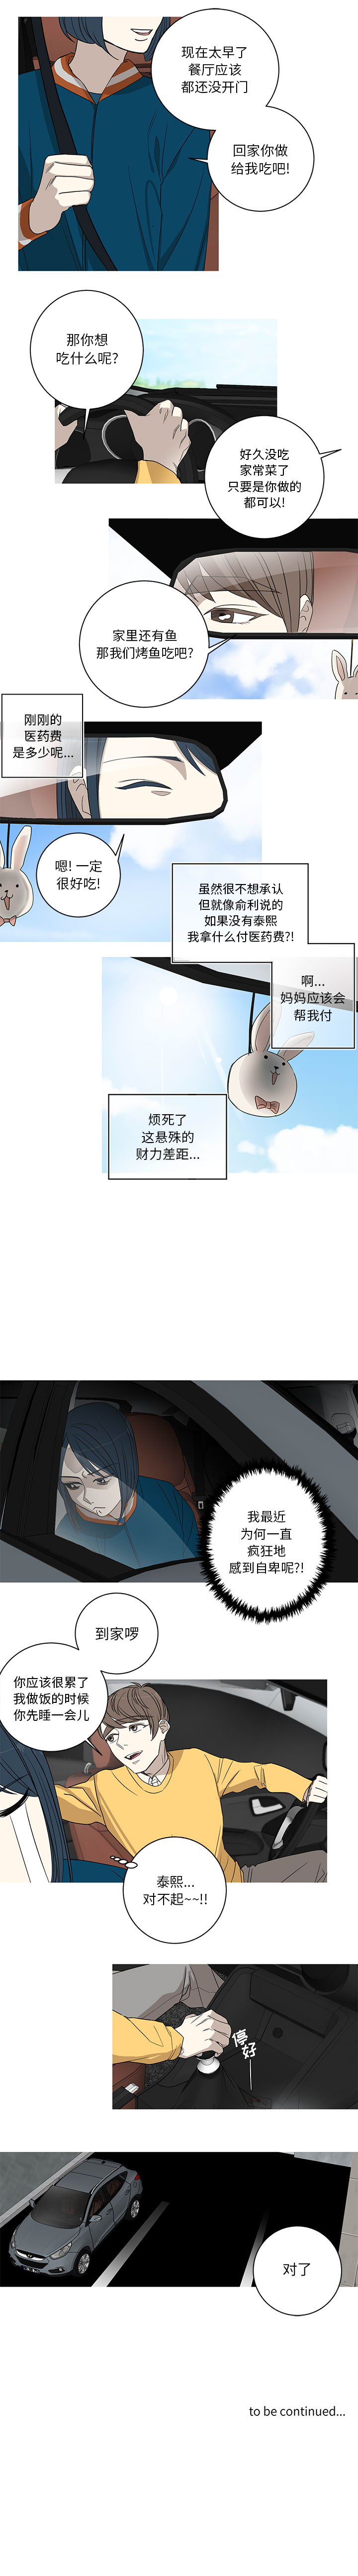 现在太早了
餐厅应该
都还没开门
回家你做
给我吃吧!
那你想
吃什么呢?
好久没吃
家常菜了
只要是你做的
都可以!
家里还有鱼
那我们烤鱼吃吧?
刚刚的
医药费
是多少呢...
嗯! 一定
很好吃!
虽然很不想承认
但就像俞利说的
如果没有泰熙
我拿什么付医药费?!
啊...
妈妈应该会
帮我付
烦死了
这悬殊的
财力差距...
我最近
为何一直
疯狂地
感到自卑呢?!
到家啰
你应该很累了
我做饭的时候
你先睡一会儿
泰熙...
对不起~~!!
停好
对了
to be continued...